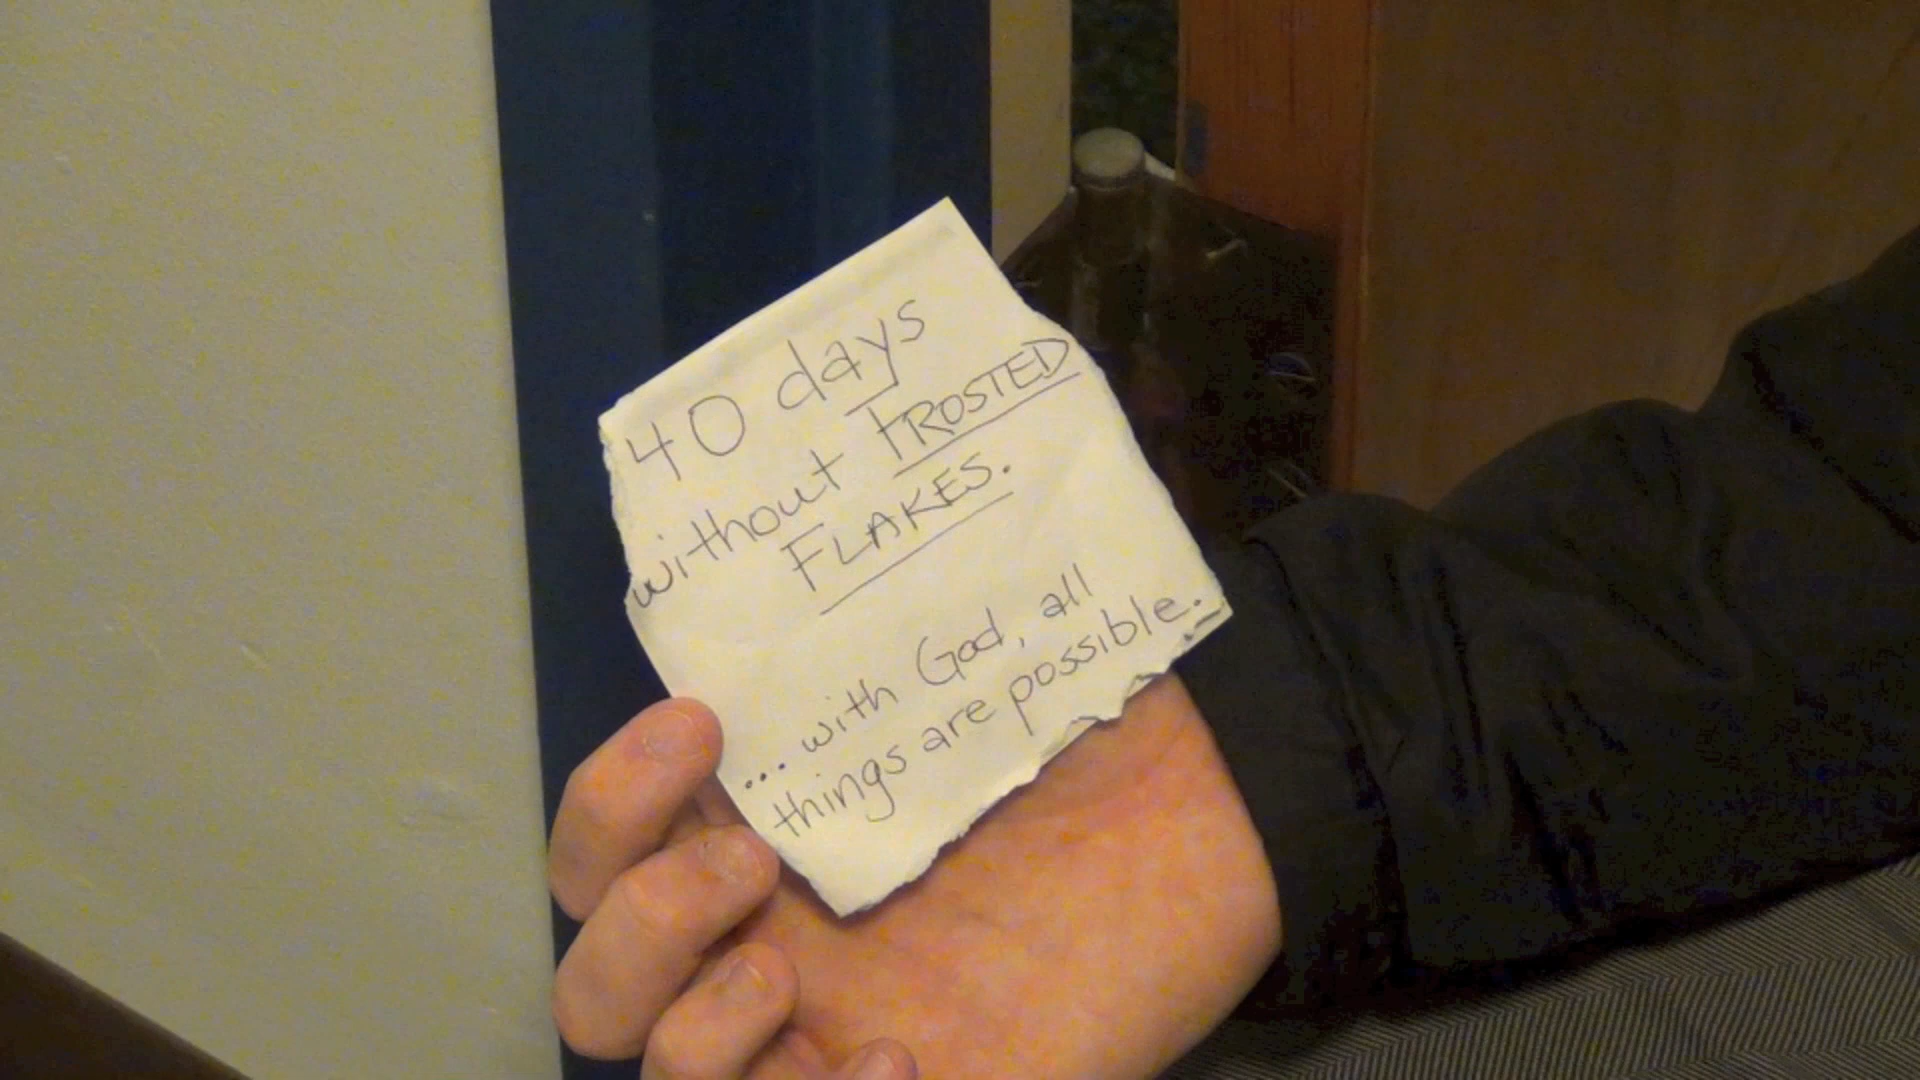 40 days
without FROSTED
FLAKES.
... with God, all
things are possible.